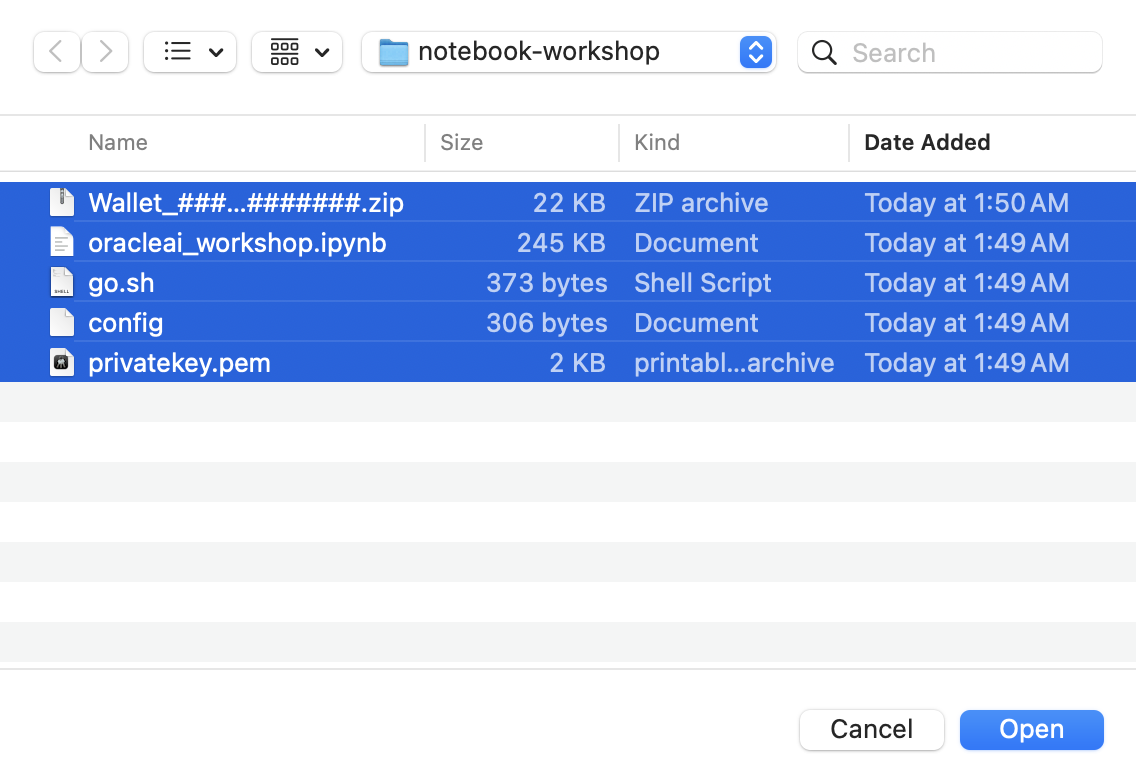 notebook-workshop
Search
Name Size Kind Date Added
Wallet_###...#######.zip 22 KB ZIP archive Today at 1:50 AM
oracleai_workshop.ipynb 245 KB Document Today at 1:49 AM
go.sh 373 bytes Shell Script Today at 1:49 AM
config 306 bytes Document Today at 1:49 AM
privatekey.pem 2 KB printabl...archive Today at 1:49 AM
Cancel Open